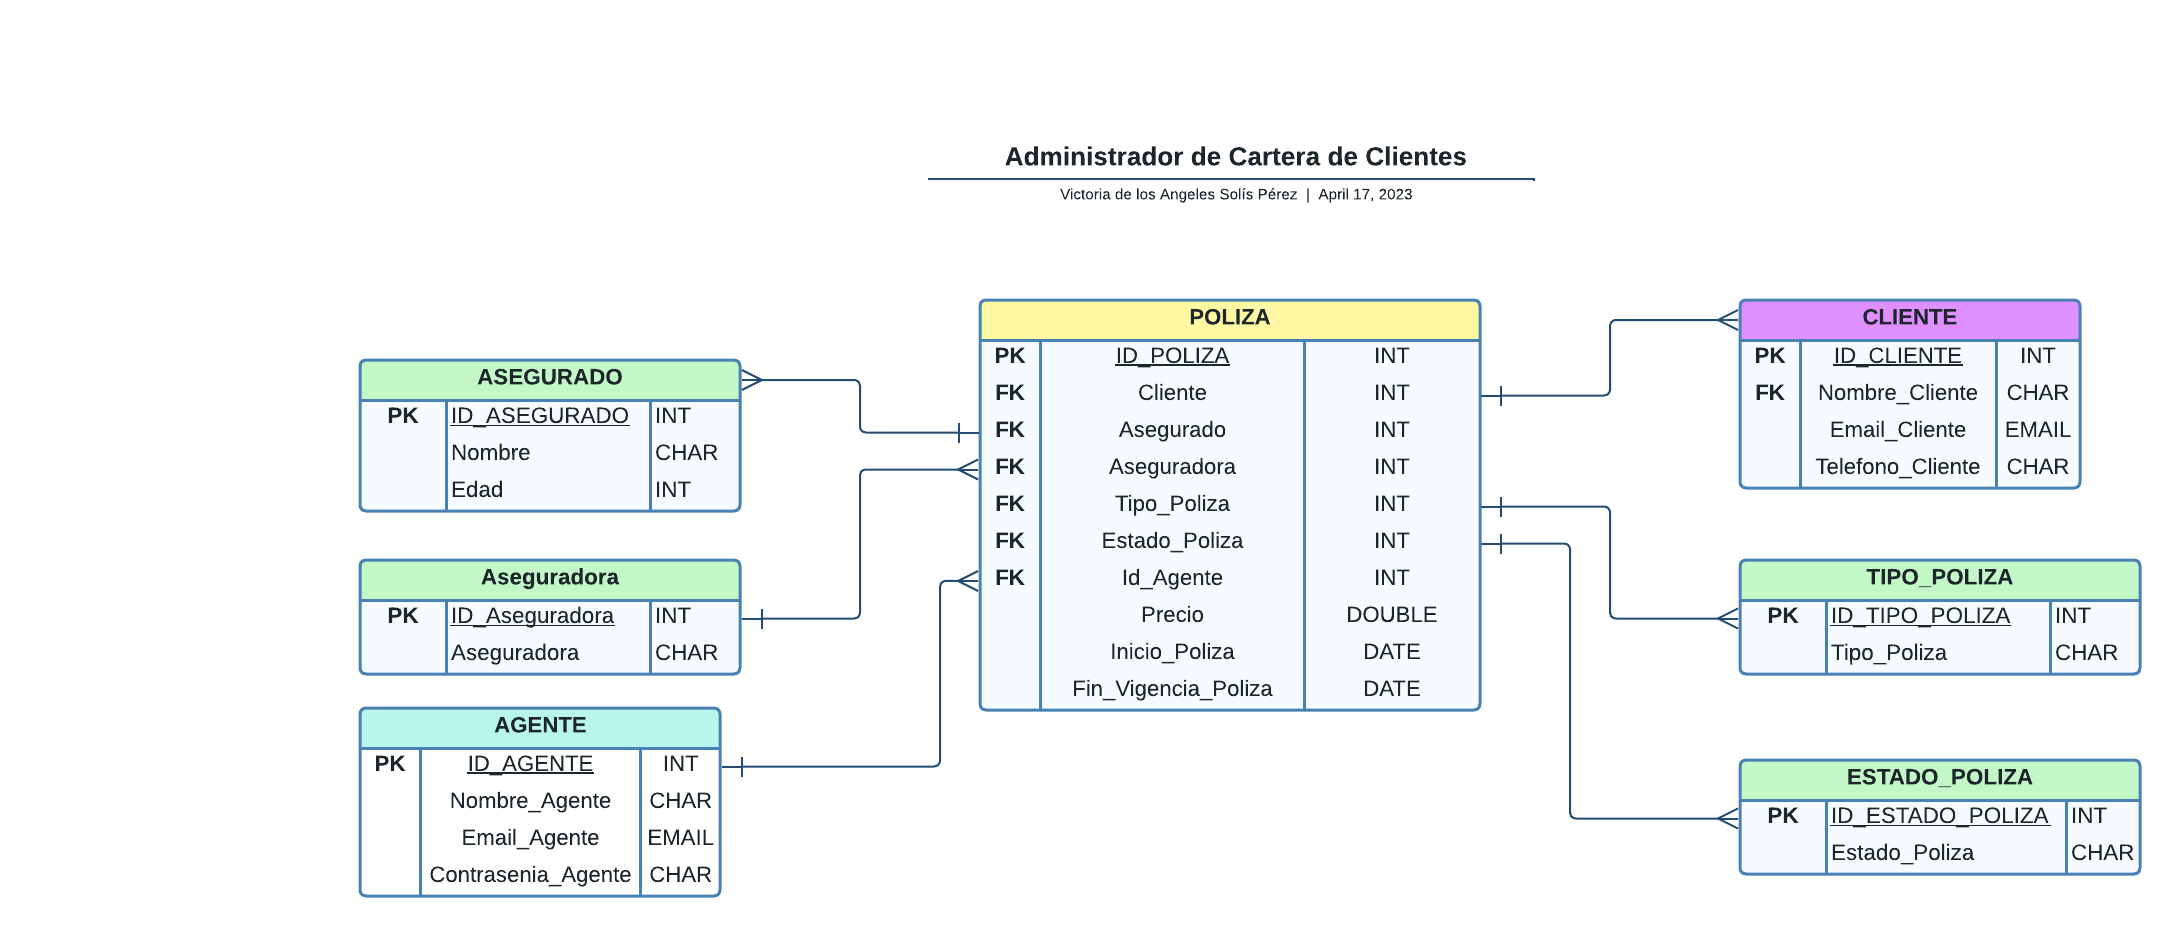 Administrador de Cartera de Clientes
Victoria de los Angeles Solís Pérez | April 17, 2023
ASEGURADO
PK ID_ASEGURADO INT
Nombre CHAR
Edad INT
Aseguradora
PK ID_Aseguradora INT
Aseguradora CHAR
AGENTE
PK ID_AGENTE INT
Nombre_Agente CHAR
Email_Agente EMAIL
Contrasenia_Agente CHAR
POLIZA
PK ID_POLIZA INT
FK Cliente INT
FK Asegurado INT
FK Aseguradora INT
FK Tipo_Poliza INT
FK Estado_Poliza INT
FK Id_Agente INT
Precio DOUBLE
Inicio_Poliza DATE
Fin_Vigencia_Poliza DATE
CLIENTE
PK ID_CLIENTE INT
FK Nombre_Cliente CHAR
Email_Cliente EMAIL
Telefono_Cliente CHAR
TIPO_POLIZA
PK ID_TIPO_POLIZA INT
Tipo_Poliza CHAR
ESTADO_POLIZA
PK ID_ESTADO_POLIZA INT
Estado_Poliza CHAR